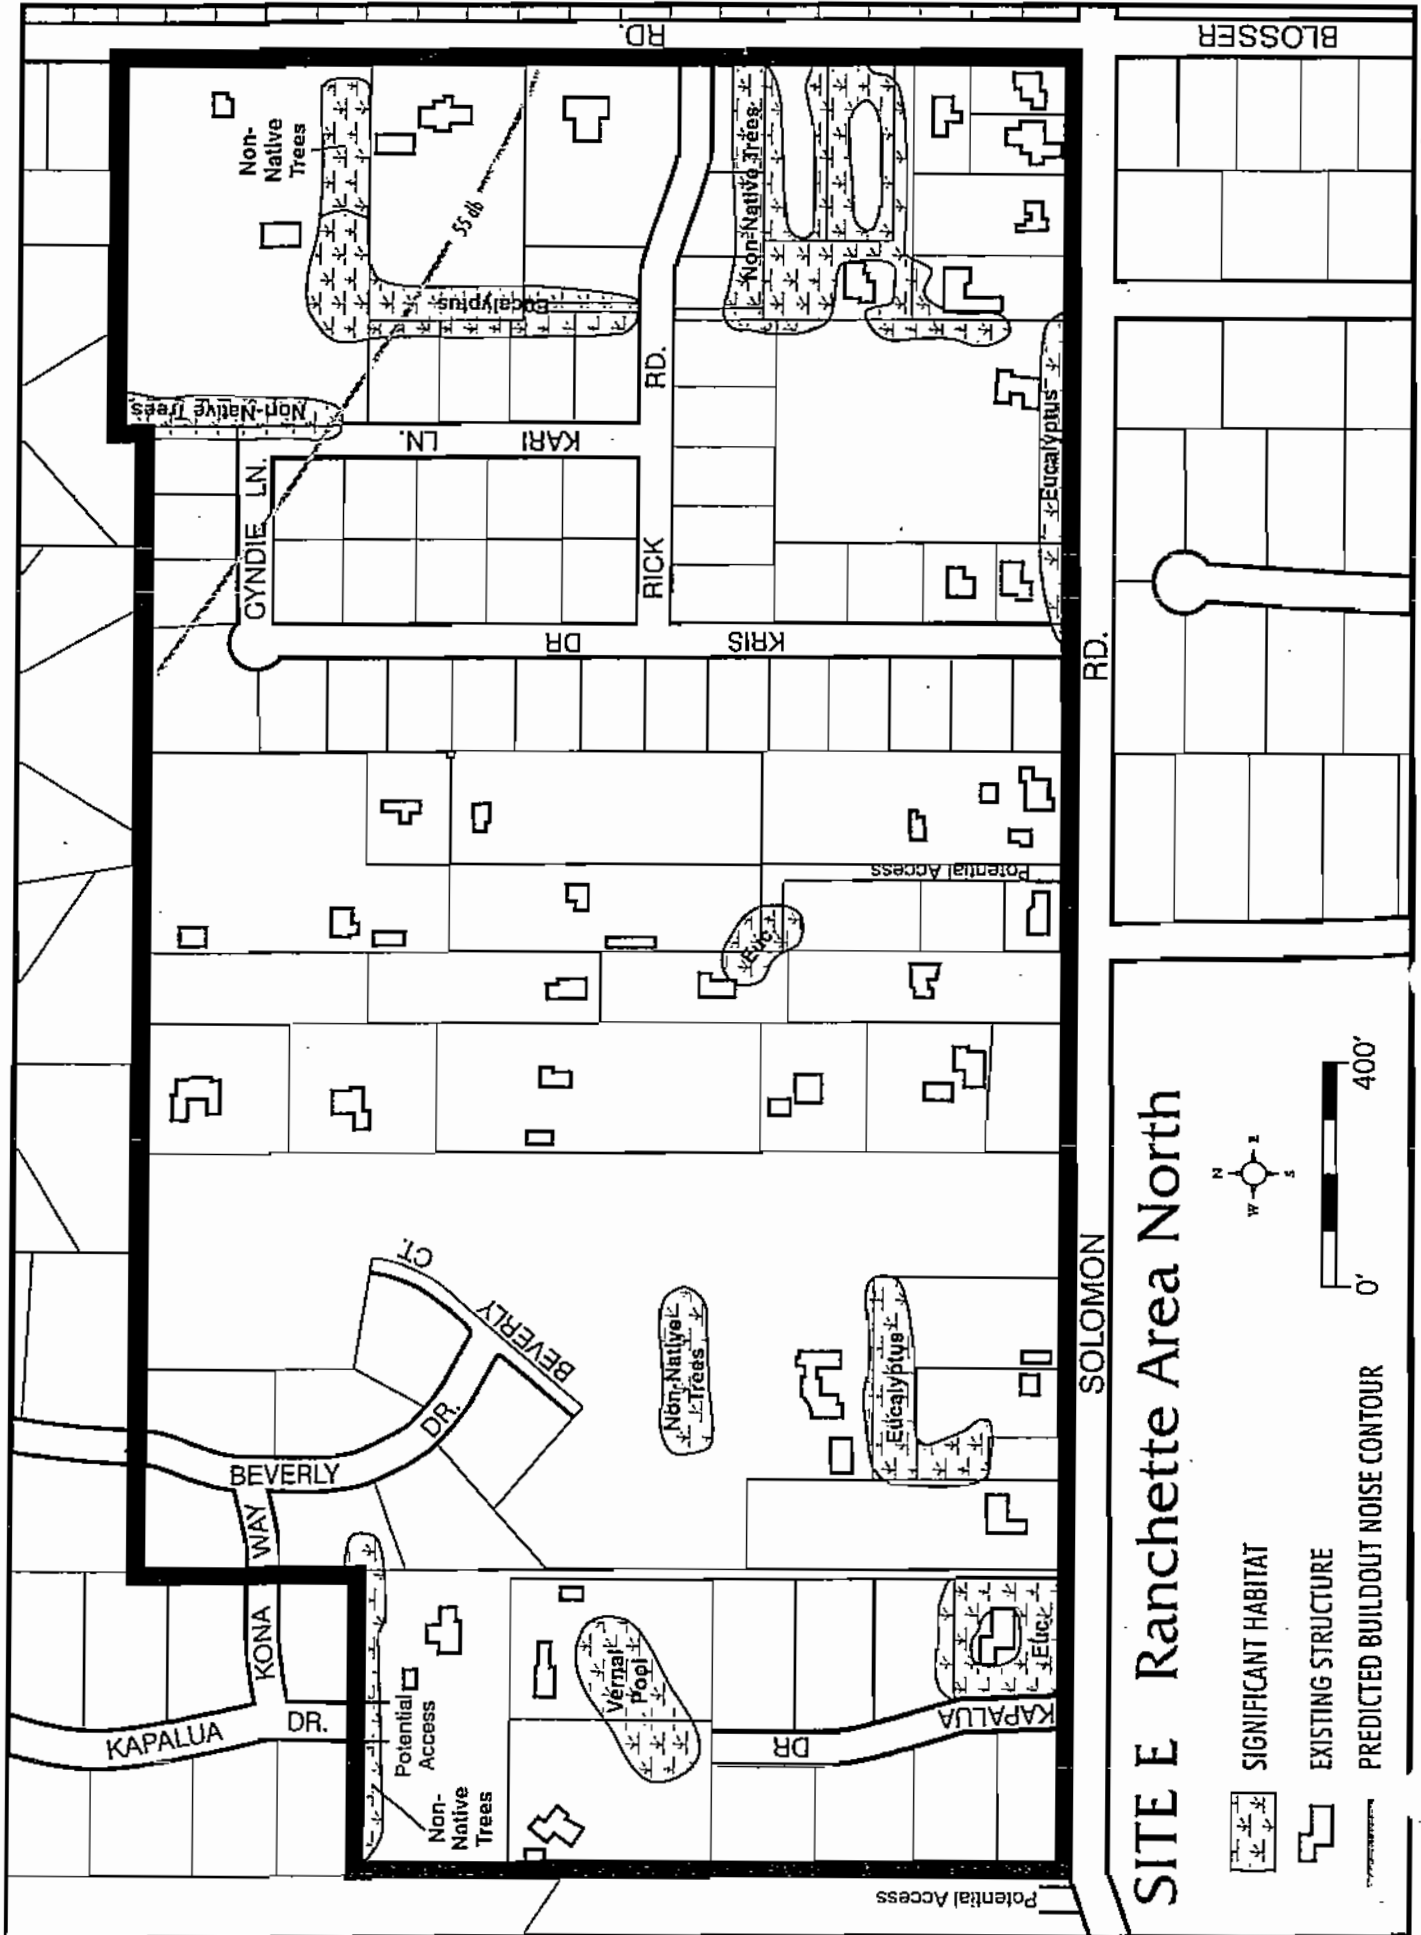 BLOSSER
RD.
Non-
Native
Trees
55 db
Eucalyptus
Non-Native Trees
Non-Native Trees
Eucalyptus
KARI
LN.
CYNDIE LN.
RICK
RD.
KRIS
DR
Potential Access
Euc.
BEVERLY
CT.
BEVERLY
DR.
KONA WAY
KAPALUA
DR.
Potential
Access
Non-
Native
Trees
Non-Native
Trees
Eucalyptus
Vernal
Pool
Euc.
KAPALUA
DR
Potential Access
SOLOMON
RD.
SITE E Ranchette Area North
N
W
E
S
0'
400'
SIGNIFICANT HABITAT
EXISTING STRUCTURE
PREDICTED BUILDOUT NOISE CONTOUR